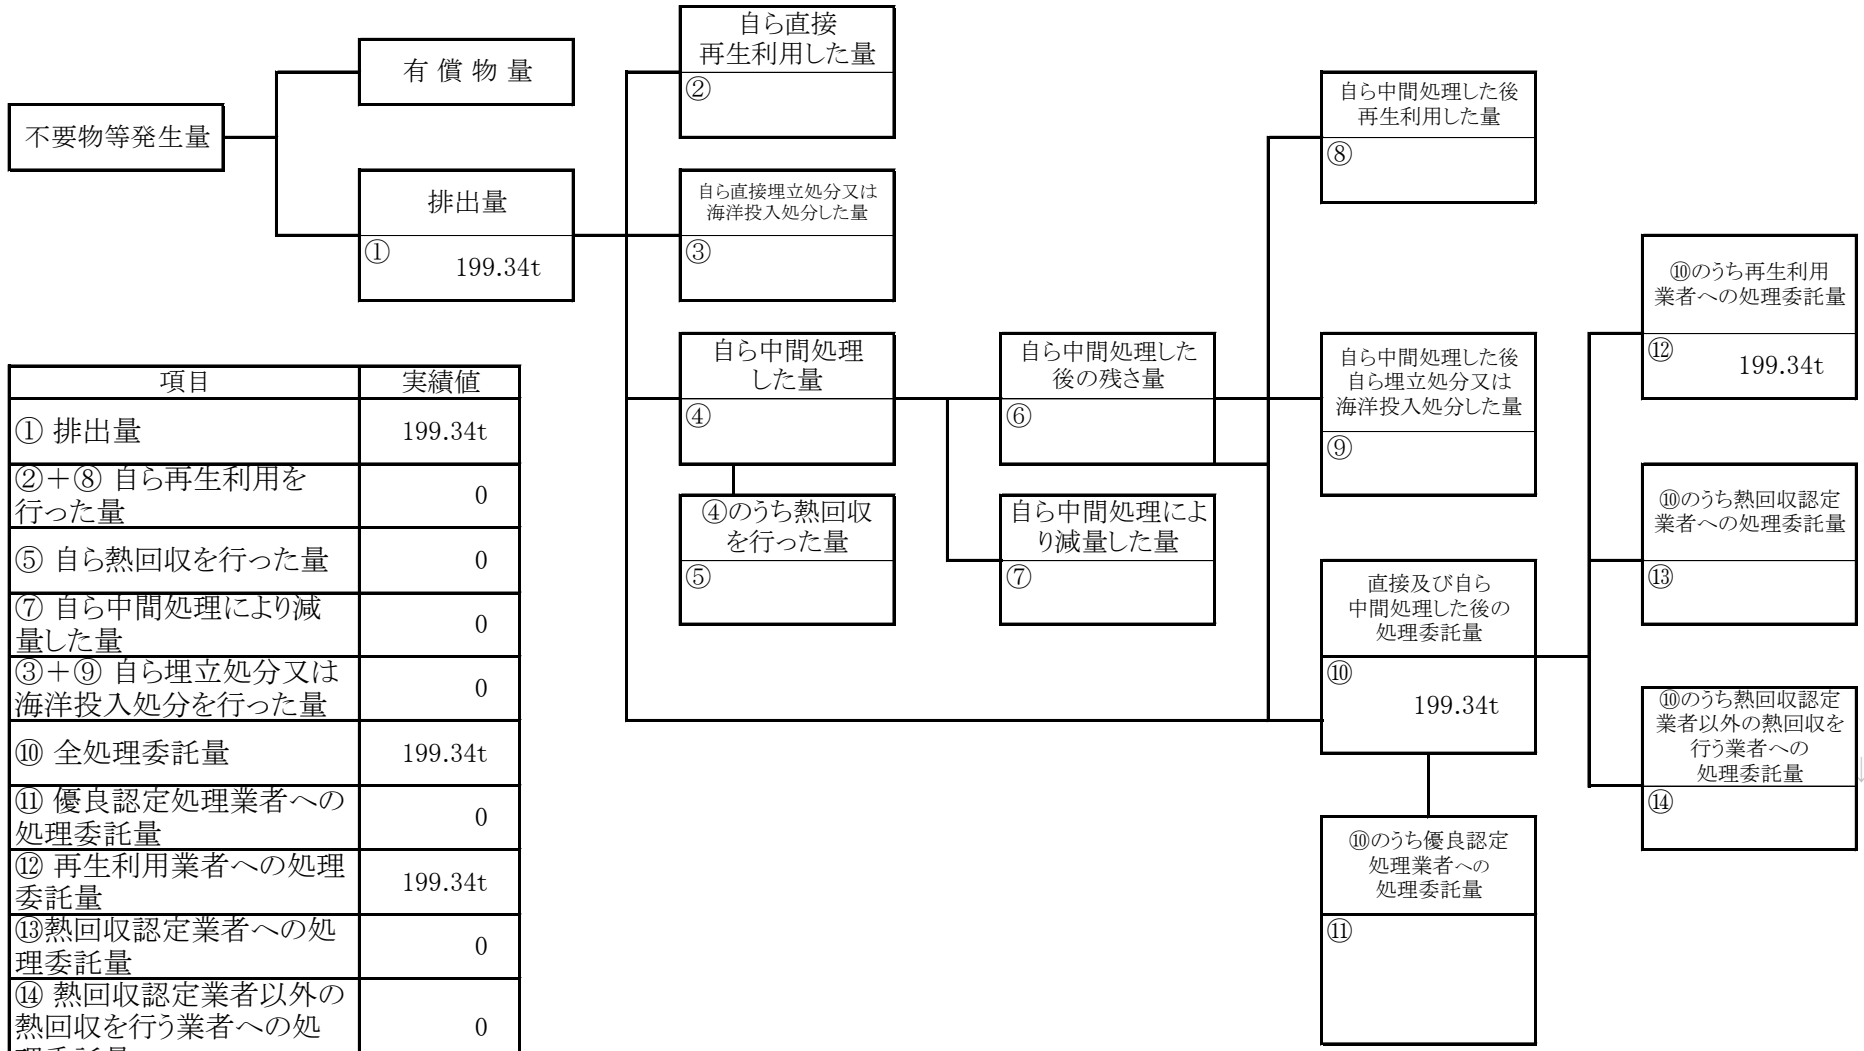 不要物等発生量
有 償 物 量
排出量
①
199.34t
自ら直接
再生利用した量
②
自ら直接埋立処分又は
海洋投入処分した量
③
自ら中間処理
した量
④
④のうち熱回収
を行った量
⑤
自ら中間処理した
後の残さ量
⑥
自ら中間処理によ
り減量した量
⑦
自ら中間処理した後
再生利用した量
⑧
自ら中間処理した後
自ら埋立処分又は
海洋投入処分した量
⑨
直接及び自ら
中間処理した後の
処理委託量
⑩
199.34t
⑩のうち優良認定
処理業者への
処理委託量
⑪
⑩のうち再生利用
業者への処理委託量
⑫
199.34t
⑩のうち熱回収認定
業者への処理委託量
⑬
⑩のうち熱回収認定
業者以外の熱回収を
行う業者への
処理委託量
⑭
項目 実績値
① 排出量 199.34t
②+⑧ 自ら再生利用を
行った量 0
⑤ 自ら熱回収を行った量 0
⑦ 自ら中間処理により減
量した量 0
③+⑨ 自ら埋立処分又は
海洋投入処分を行った量 0
⑩ 全処理委託量 199.34t
⑪ 優良認定処理業者への
処理委託量 0
⑫ 再生利用業者への処理
委託量 199.34t
⑬熱回収認定業者への処
理委託量 0
⑭ 熱回収認定業者以外の
熱回収を行う業者への処 0